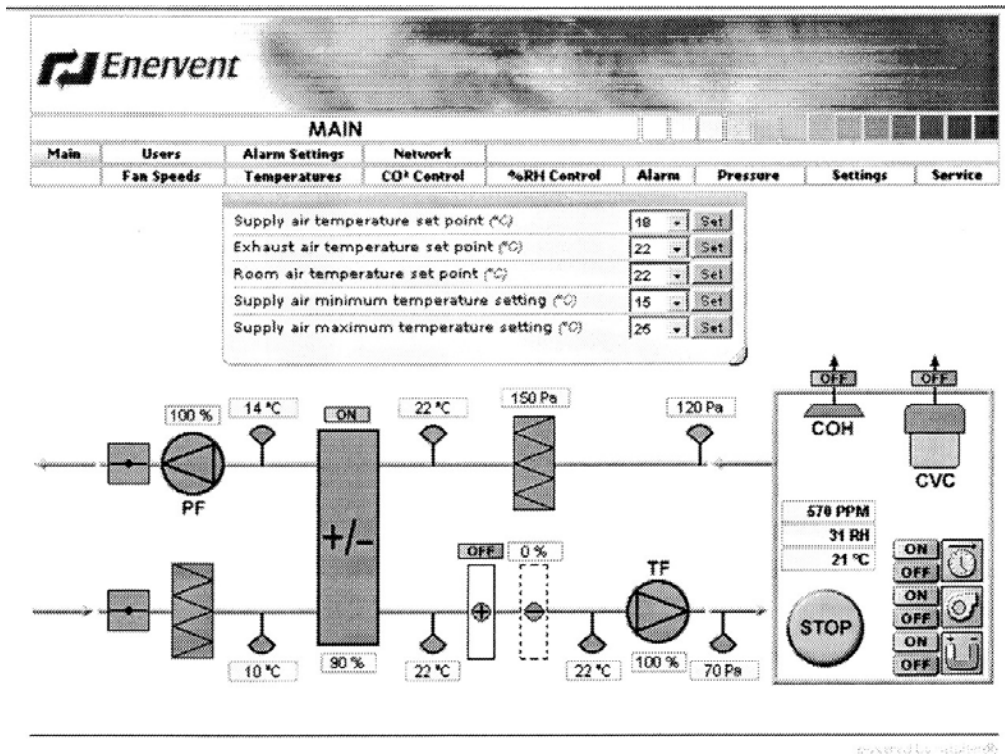 Enervent
MAIN
Main Users Alarm Settings Network
Fan Speeds Temperatures CO² Control %RH Control Alarm Pressure Settings Service
Supply air temperature set point (°C) 18 Set
Exhaust air temperature set point (°C) 22 Set
Room air temperature set point (°C) 22 Set
Supply air minimum temperature setting (°C) 15 Set
Supply air maximum temperature setting (°C) 25 Set
OFF OFF
100 % 14 °C ON 22 °C 150 Pa 120 Pa
COH
CVC
PF
+/-
570 PPM
31 RH
21 °C
OFF 0 %
TF
ON
OFF
ON
OFF
ON
OFF
STOP
10 °C 90 % 22 °C 22 °C 100 % 70 Pa